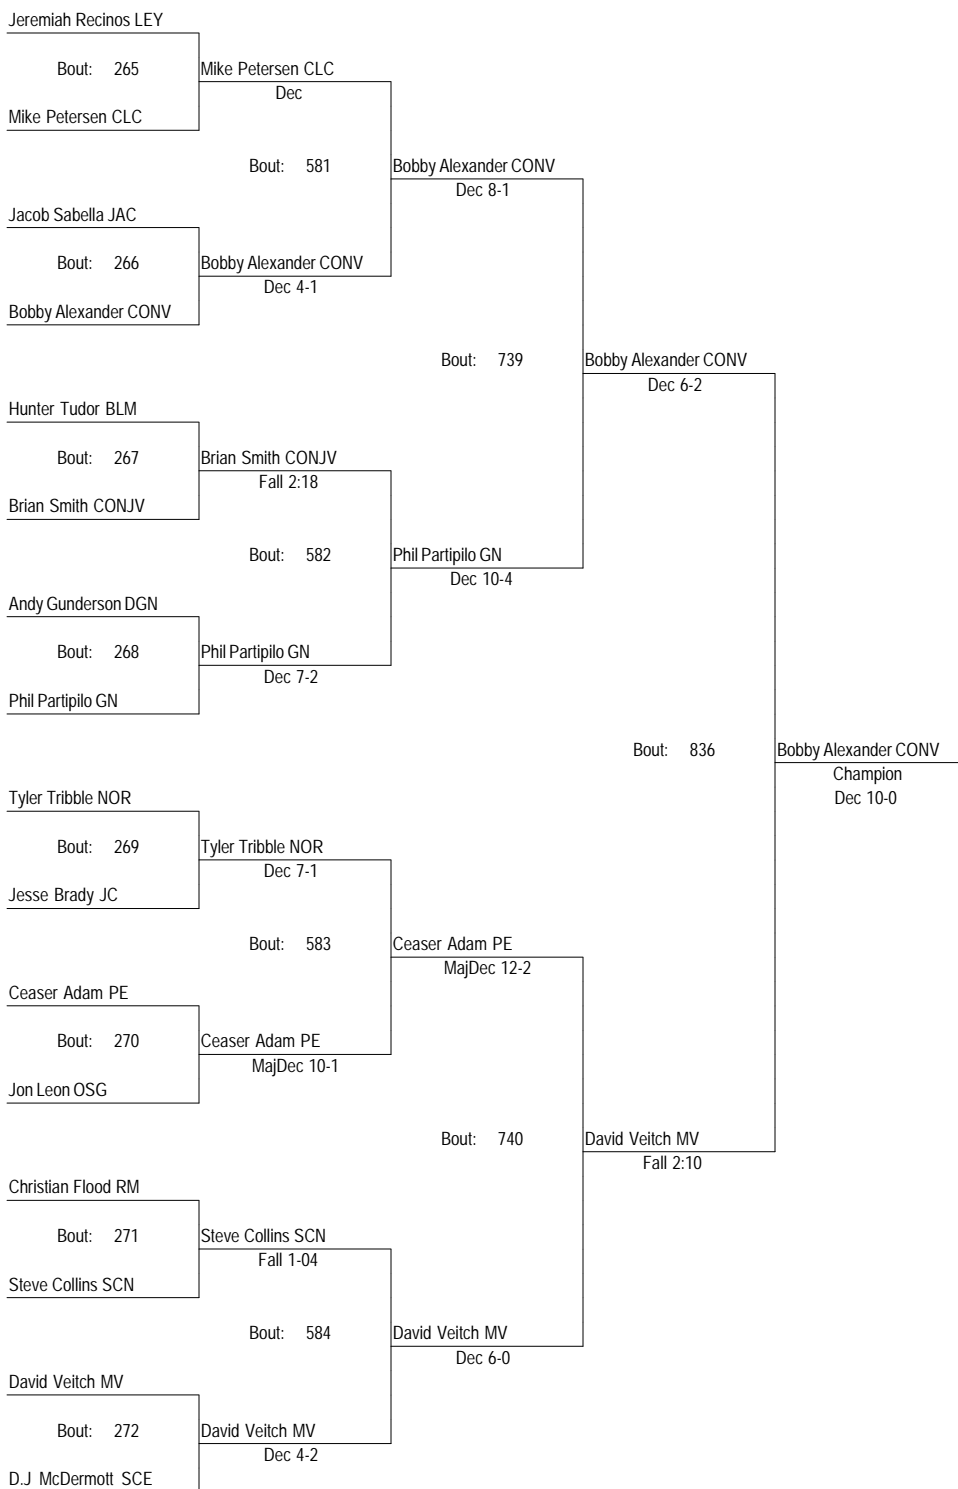 Jeremiah Recinos LEY
Bout: 265
Mike Petersen CLC
Dec
Mike Petersen CLC
Bout: 581
Bobby Alexander CONV
Dec 8-1
Jacob Sabella JAC
Bout: 266
Bobby Alexander CONV
Dec 4-1
Bobby Alexander CONV
Bout: 739
Bobby Alexander CONV
Dec 6-2
Hunter Tudor BLM
Bout: 267
Brian Smith CONJV
Fall 2:18
Brian Smith CONJV
Bout: 582
Phil Partipilo GN
Dec 10-4
Andy Gunderson DGN
Bout: 268
Phil Partipilo GN
Dec 7-2
Phil Partipilo GN
Bout: 836
Bobby Alexander CONV
Champion
Dec 10-0
Tyler Tribble NOR
Bout: 269
Tyler Tribble NOR
Dec 7-1
Jesse Brady JC
Bout: 583
Ceaser Adam PE
MajDec 12-2
Ceaser Adam PE
Bout: 270
Ceaser Adam PE
MajDec 10-1
Jon Leon OSG
Bout: 740
David Veitch MV
Fall 2:10
Christian Flood RM
Bout: 271
Steve Collins SCN
Fall 1-04
Steve Collins SCN
Bout: 584
David Veitch MV
Dec 6-0
David Veitch MV
Bout: 272
David Veitch MV
Dec 4-2
D.J McDermott SCE